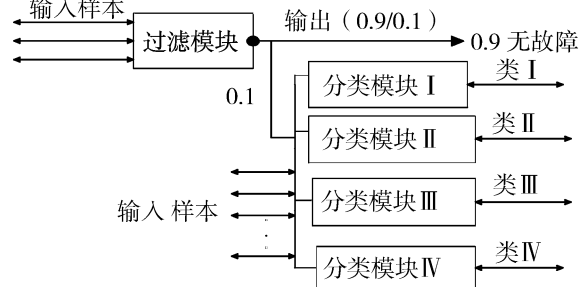 输入样本
过滤模块
输出（0.9/0.1）
0.9 无故障
0.1
分类模块Ⅰ
类Ⅰ
分类模块Ⅱ
类Ⅱ
输入 样本
分类模块Ⅲ
类Ⅲ
分类模块Ⅳ
类Ⅳ